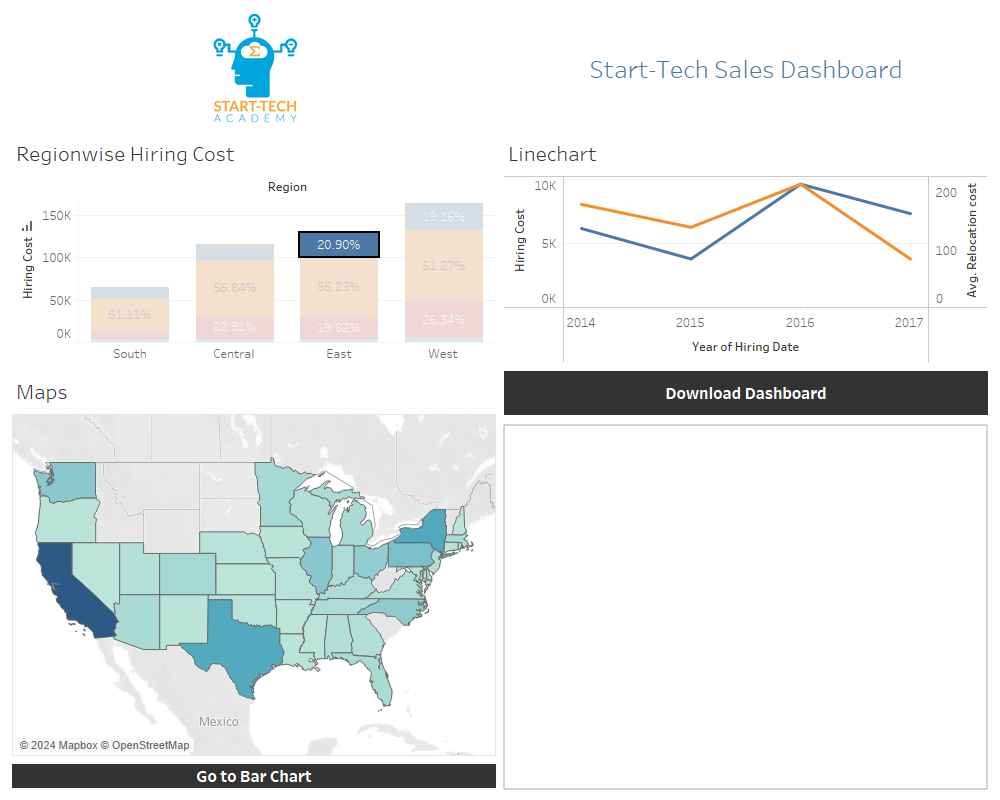 START-TECH
ACADEMY
Start-Tech Sales Dashboard
Regionwise Hiring Cost
Region
Hiring Cost
150K
100K
50K
0K
19.16%
20.90%
51.27%
56.84%
56.23%
61.11%
22.91%
19.82%
26.34%
South
Central
East
West
Linechart
Hiring Cost
10K
5K
0K
200
100
0
Avg. Relocation cost
2014
2015
2016
2017
Year of Hiring Date
Maps
Mexico
© 2024 Mapbox © OpenStreetMap
Go to Bar Chart
Download Dashboard